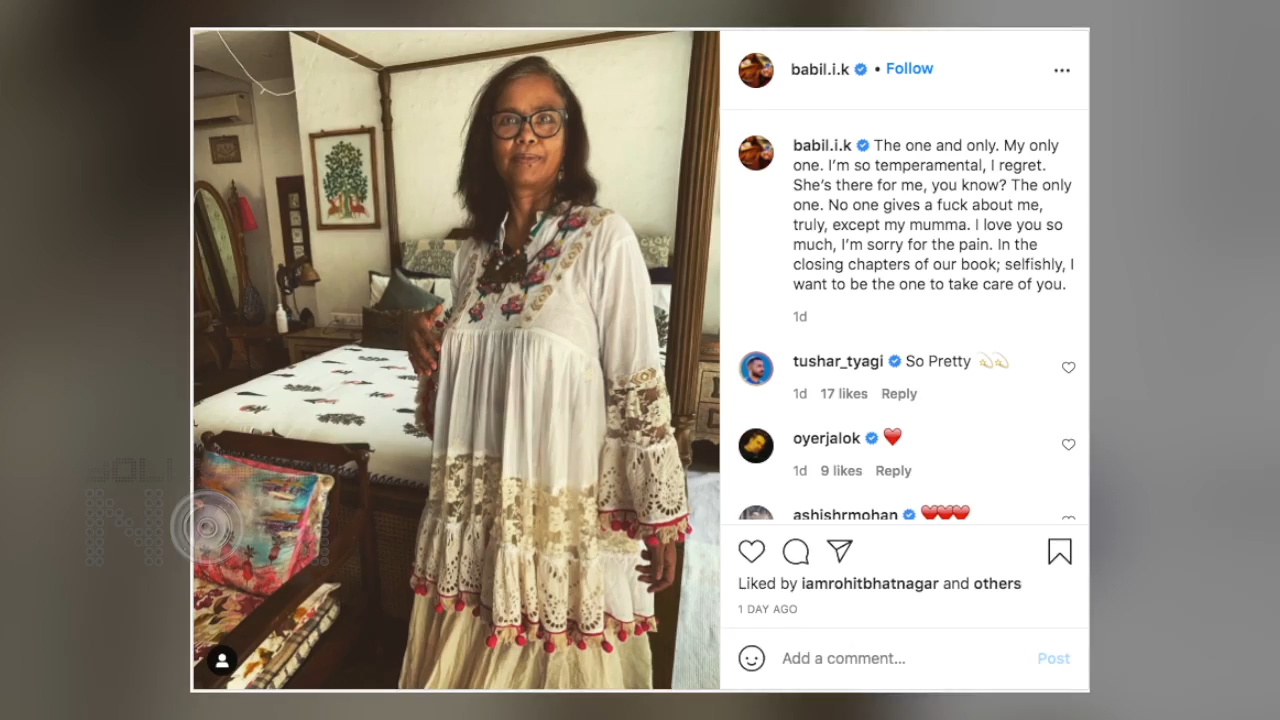 babil.i.k • Follow
babil.i.k The one and only. My only
one. I'm so temperamental, I regret.
She's there for me, you know? The only
one. No one gives a fuck about me,
truly, except my mumma. I love you so
much, I'm sorry for the pain. In the
closing chapters of our book; selfishly, I
want to be the one to take care of you.
1d
tushar_tyagi So Pretty 💫💫
1d 17 likes Reply
oyerjalok ❤️
1d 9 likes Reply
ashishrmohan ❤️❤️❤️
Liked by iamrohitbhatnagar and others
1 DAY AGO
Add a comment... Post